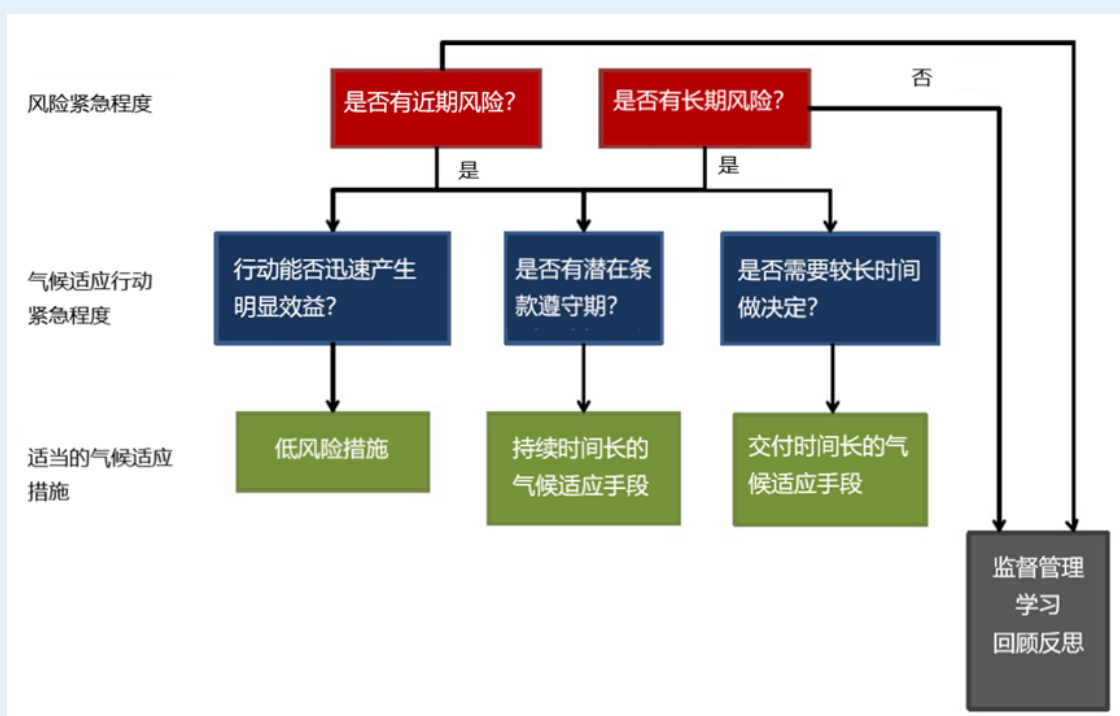 风险紧急程度
是否有近期风险？
是否有长期风险？
否
是
是
气候适应行动
紧急程度
行动能否迅速产生
明显效益？
是否有潜在条
款遵守期？
是否需要较长时间
做决定？
适当的气候适应
措施
低风险措施
持续时间长的
气候适应手段
交付时间长的气
候适应手段
监督管理
学习
回顾反思